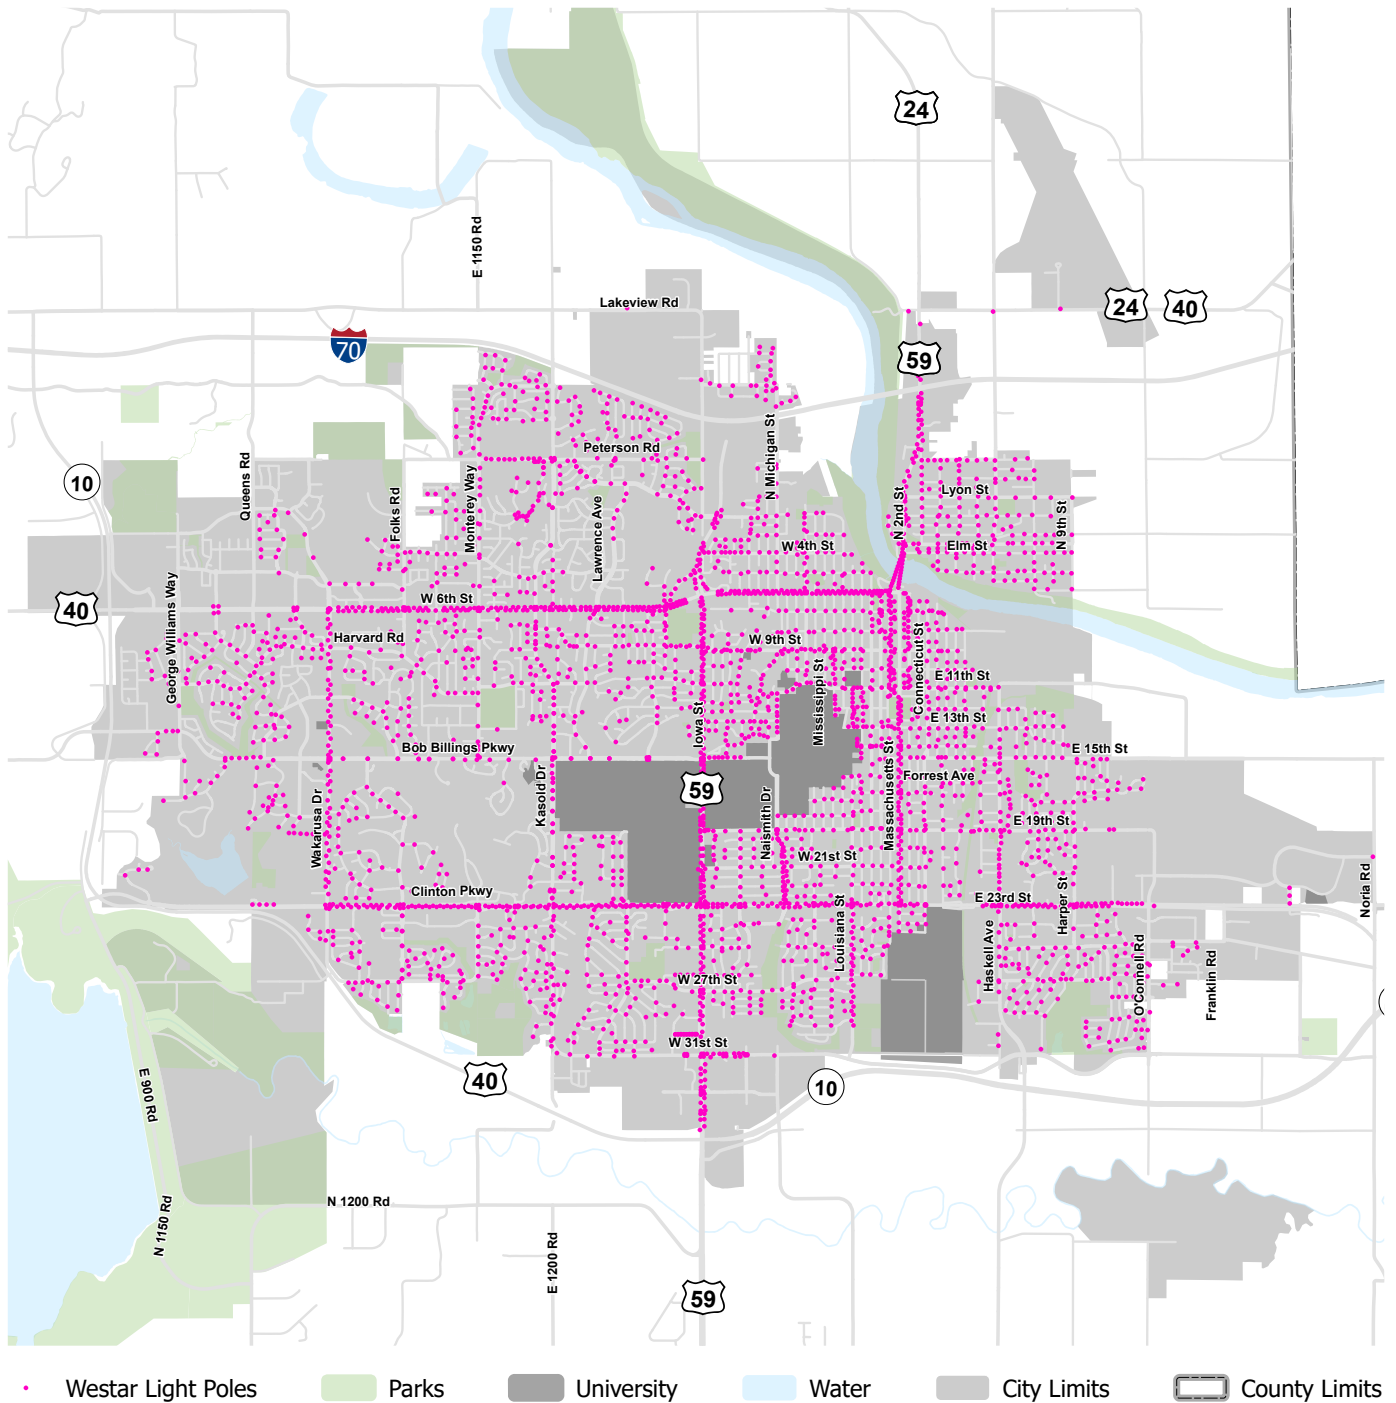 24
E 1150 Rd
Lakeview Rd
24
40
70
59
Peterson Rd
N Michigan St
10
Queens Rd
Folks Rd
Monterey Way
Lawrence Ave
Lyon St
N 2nd St
N 9th St
W 4th St
Elm St
40
George Williams Way
W 6th St
Harvard Rd
W 9th St
Connecticut St
Mississippi St
E 11th St
Iowa St
E 13th St
Bob Billings Pkwy
E 15th St
Kasold Dr
59
Forrest Ave
Massachusetts St
Wakarusa Dr
Naismith Dr
E 19th St
W 21st St
Clinton Pkwy
E 23rd St
Harper St
Noria Rd
Louisiana St
Haskell Ave
O'Connell Rd
Franklin Rd
W 27th St
W 31st St
40
10
E 900 Rd
N 1200 Rd
N 1150 Rd
E 1200 Rd
59
Westar Light Poles
Parks
University
Water
City Limits
County Limits